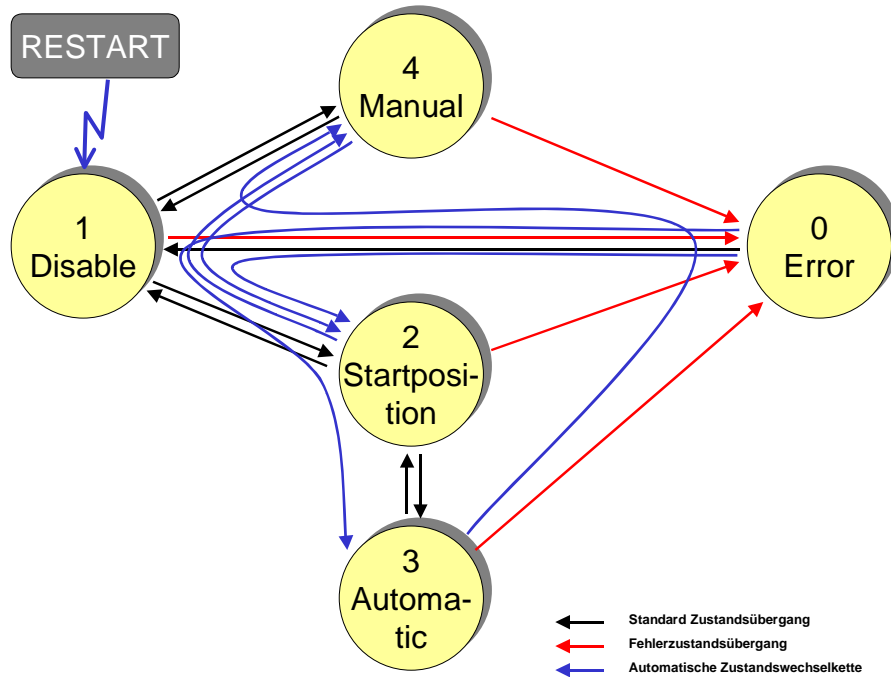 RESTART
4
Manual
1
Disable
0
Error
2
Startposi-
tion
3
Automa-
tic
Standard Zustandsübergang
Fehlerzustandsübergang
Automatische Zustandswechselkette